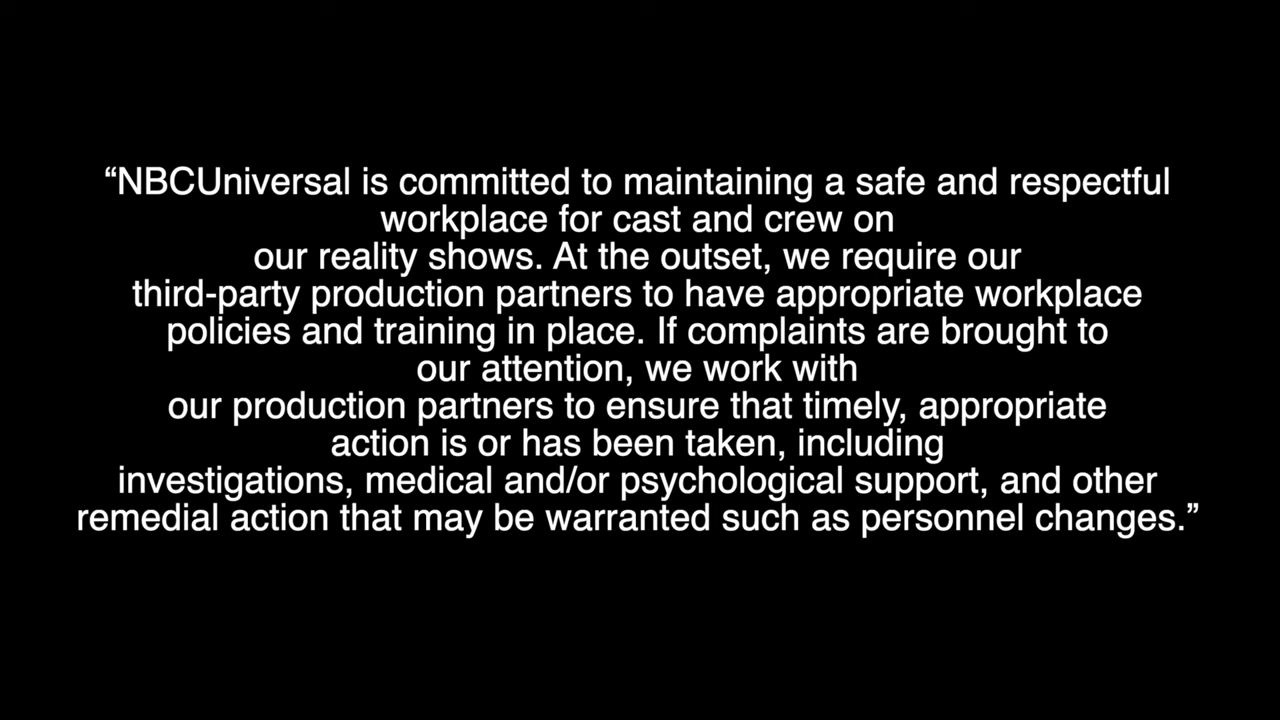 “NBCUniversal is committed to maintaining a safe and respectful
workplace for cast and crew on
our reality shows. At the outset, we require our
third-party production partners to have appropriate workplace
policies and training in place. If complaints are brought to
our attention, we work with
our production partners to ensure that timely, appropriate
action is or has been taken, including
investigations, medical and/or psychological support, and other
remedial action that may be warranted such as personnel changes.”